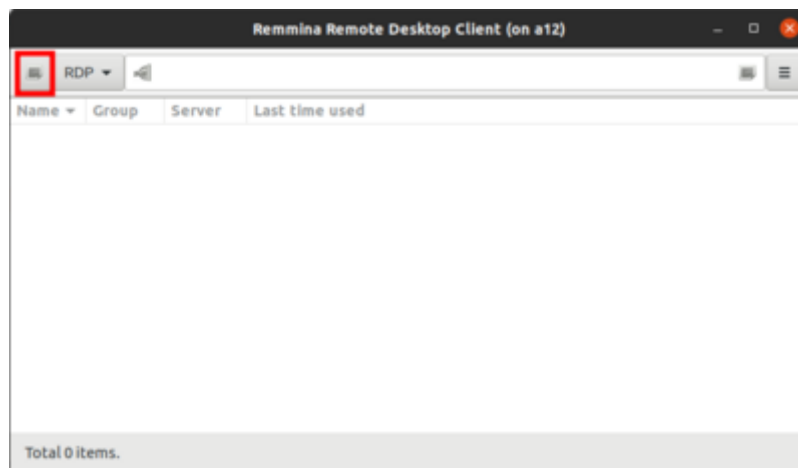 Remmina Remote Desktop Client (on a12)
RDP
Name Group Server Last time used
Total 0 items.